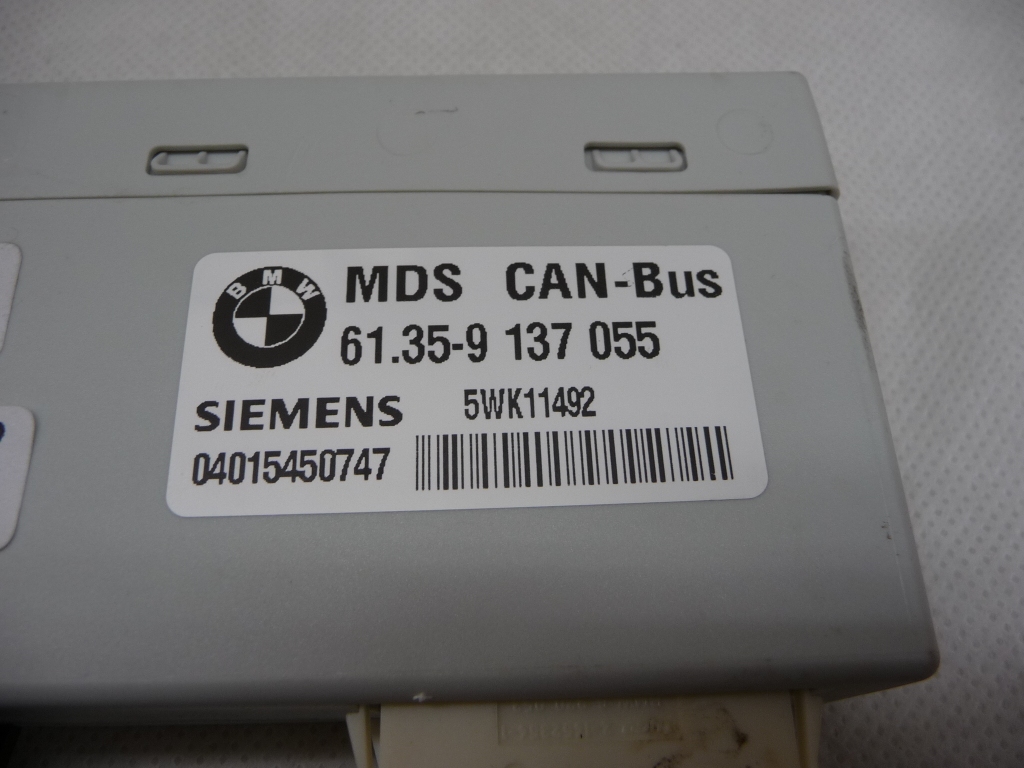 BMW
MDS CAN-Bus
61.35-9 137 055
SIEMENS 5WK11492
04015450747